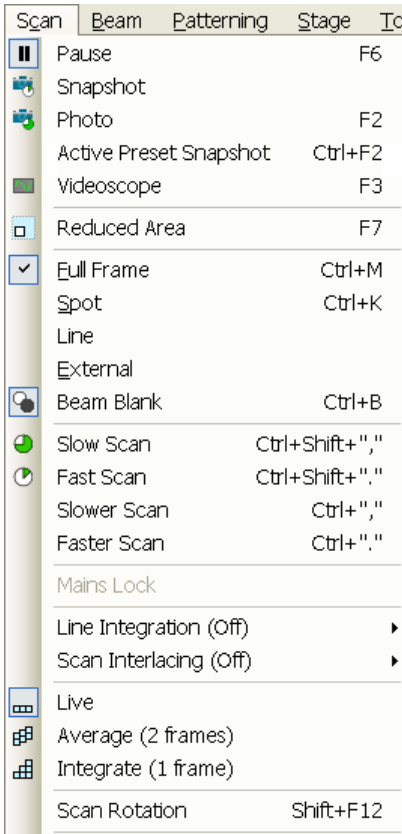 Scan Beam Patterning Stage To
Pause F6
Snapshot
Photo F2
Active Preset Snapshot Ctrl+F2
Videoscope F3
Reduced Area F7
Full Frame Ctrl+M
Spot Ctrl+K
Line
External
Beam Blank Ctrl+B
Slow Scan Ctrl+Shift+","
Fast Scan Ctrl+Shift+"."
Slower Scan Ctrl+","
Faster Scan Ctrl+"."
Mains Lock
Line Integration (Off)
Scan Interlacing (Off)
Live
Average (2 frames)
Integrate (1 frame)
Scan Rotation Shift+F12